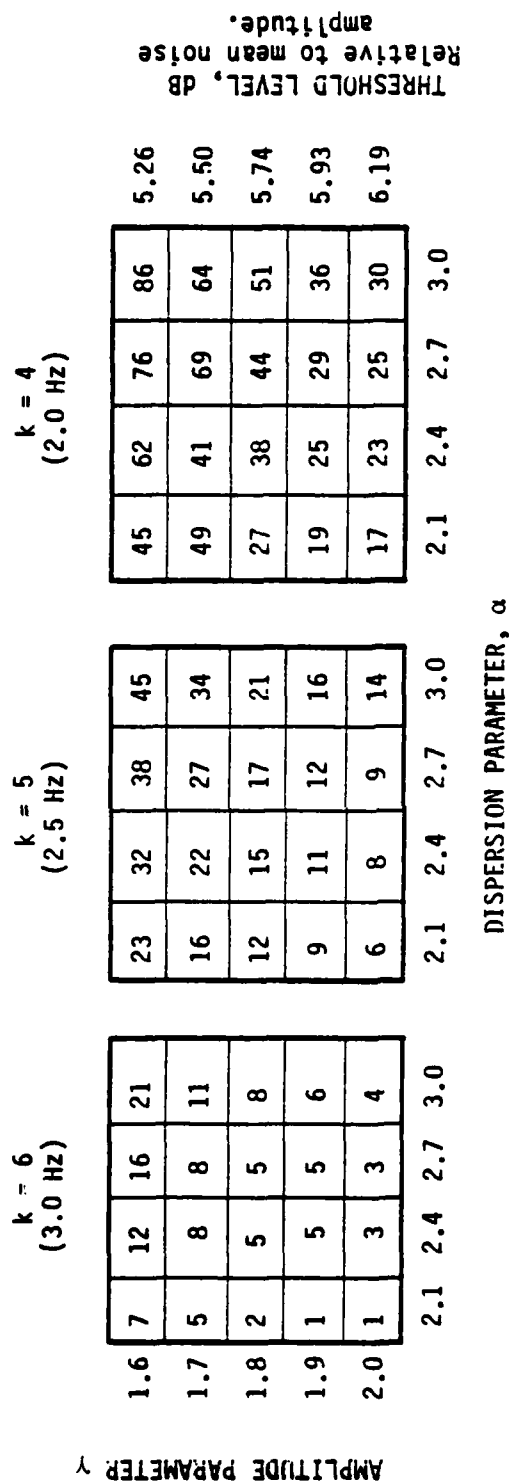 k = 6
(3.0 Hz)
k = 5
(2.5 Hz)
k = 4
(2.0 Hz)
AMPLITUDE PARAMETER γ
1.6 7 12 16 21 23 32 38 45 45 62 76 86 5.26
1.7 5 8 8 11 16 22 27 34 49 41 69 64 5.50
1.8 2 5 5 8 12 15 17 21 27 38 44 51 5.74
1.9 1 5 5 6 9 11 12 16 19 25 29 36 5.93
2.0 1 3 3 4 6 8 9 14 17 23 25 30 6.19
2.1 2.4 2.7 3.0 2.1 2.4 2.7 3.0 2.1 2.4 2.7 3.0
DISPERSION PARAMETER, α
THRESHOLD LEVEL, dB
Relative to mean noise
amplitude.